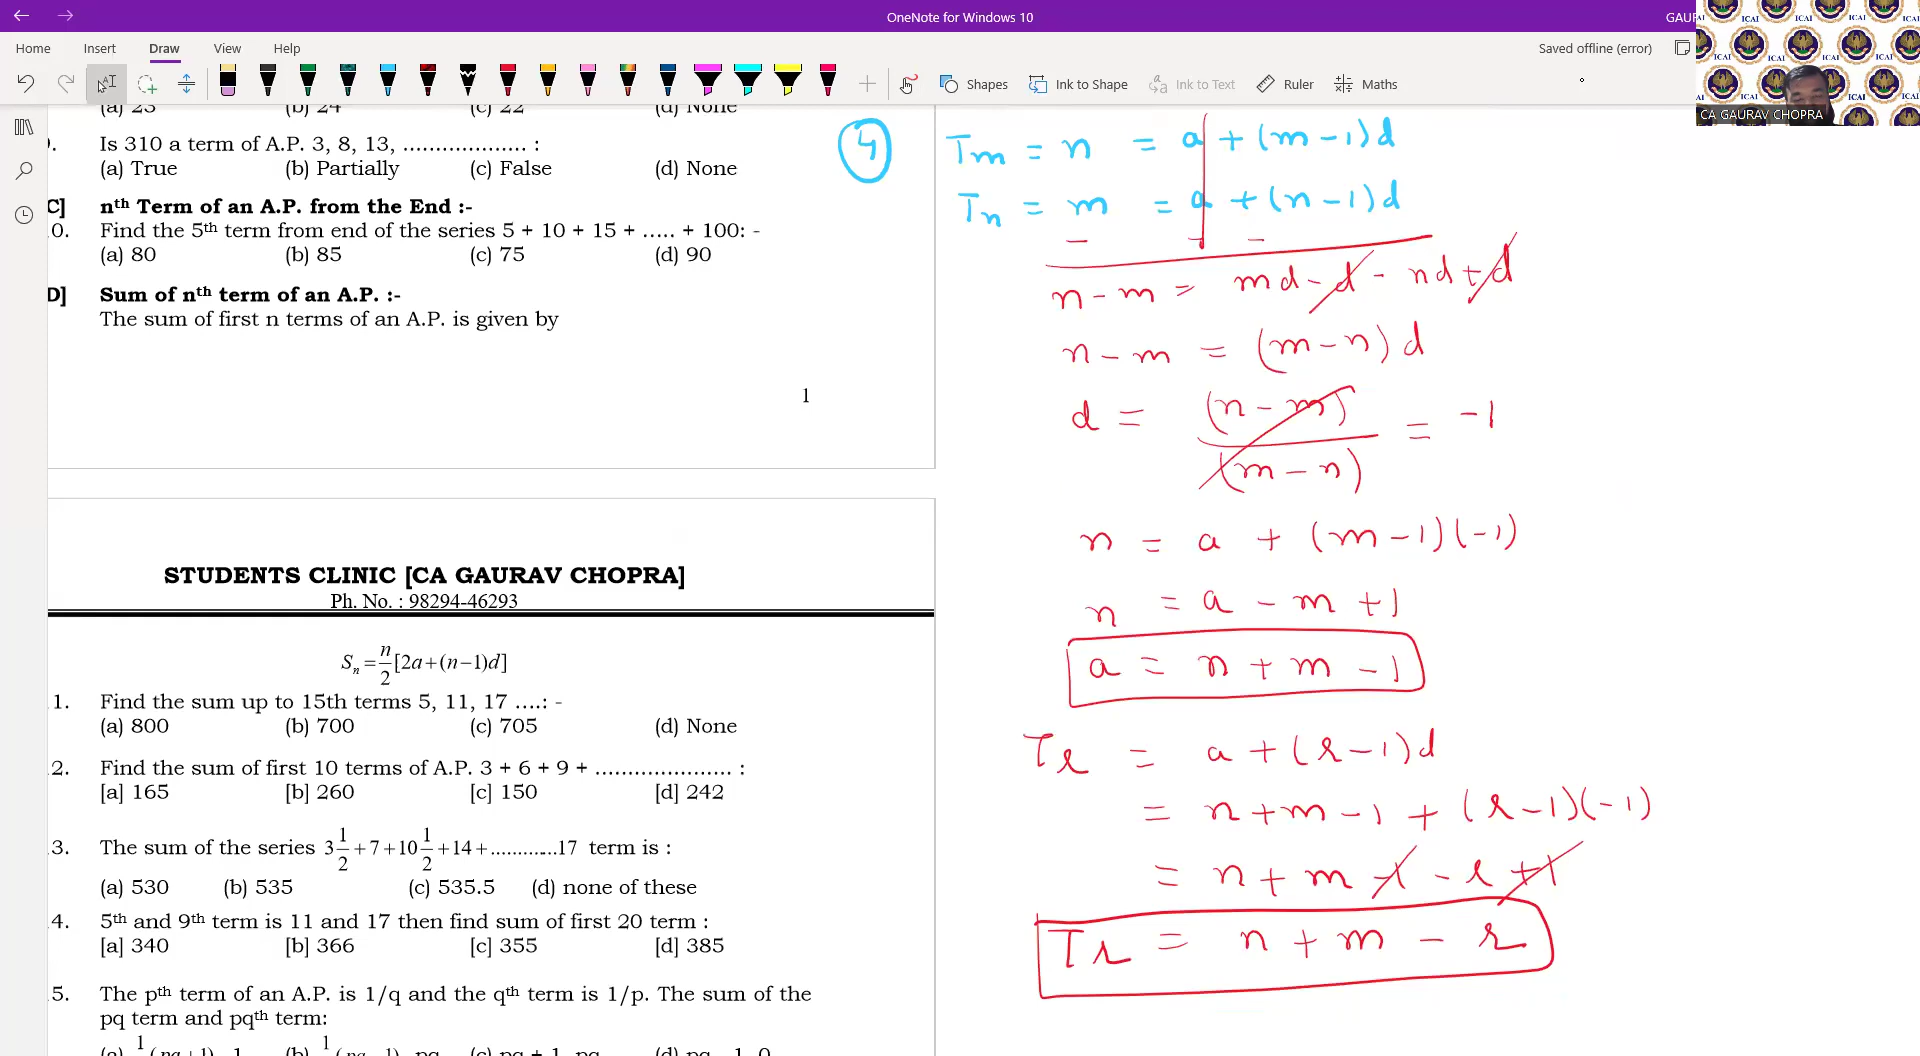 OneNote for Windows 10
GAUR
Home Insert Draw View Help
Saved offline (error)
Shapes Ink to Shape Ink to Text Ruler Maths
ICAI
CA GAURAV CHOPRA
(a) 23 (b) 24 (c) 22 (d) None
Is 310 a term of A.P. 3, 8, 13, ................... :
(a) True (b) Partially (c) False (d) None
C] nth Term of an A.P. from the End :-
0. Find the 5th term from end of the series 5 + 10 + 15 + ..... + 100: -
(a) 80 (b) 85 (c) 75 (d) 90
D] Sum of nth term of an A.P. :-
The sum of first n terms of an A.P. is given by
1
STUDENTS CLINIC [CA GAURAV CHOPRA]
Ph. No. : 98294-46293
Sn = n/2 [2a+(n−1)d]
1. Find the sum up to 15th terms 5, 11, 17 ....: -
(a) 800 (b) 700 (c) 705 (d) None
2. Find the sum of first 10 terms of A.P. 3 + 6 + 9 + ...................... :
[a] 165 [b] 260 [c] 150 [d] 242
3. The sum of the series 3 1/2 + 7 + 10 1/2 + 14 + ............17 term is :
(a) 530 (b) 535 (c) 535.5 (d) none of these
4. 5th and 9th term is 11 and 17 then find sum of first 20 term :
[a] 340 [b] 366 [c] 355 [d] 385
5. The pth term of an A.P. is 1/q and the qth term is 1/p. The sum of the
pq term and pqth term:
4
Tm = n = a + (m − 1)d
Tn = m = a + (n − 1)d
− − −
n − m = md − d − nd + d
n − m = (m − n) d
d = (n − m) / (m − n) = −1
n = a + (m − 1)(−1)
n = a − m + 1
a = n + m − 1
Tr = a + (r − 1)d
= n + m − 1 + (r − 1)(−1)
= n + m − 1 − r + 1
Tr = n + m − r